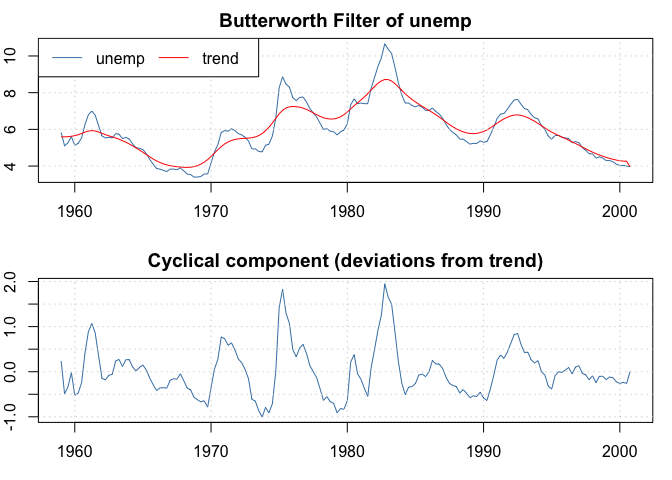 Butterworth Filter of unemp
unemp trend
10
8
6
4
1960 1970 1980 1990 2000
Cyclical component (deviations from trend)
2.0
1.0
0.0
-1.0
1960 1970 1980 1990 2000